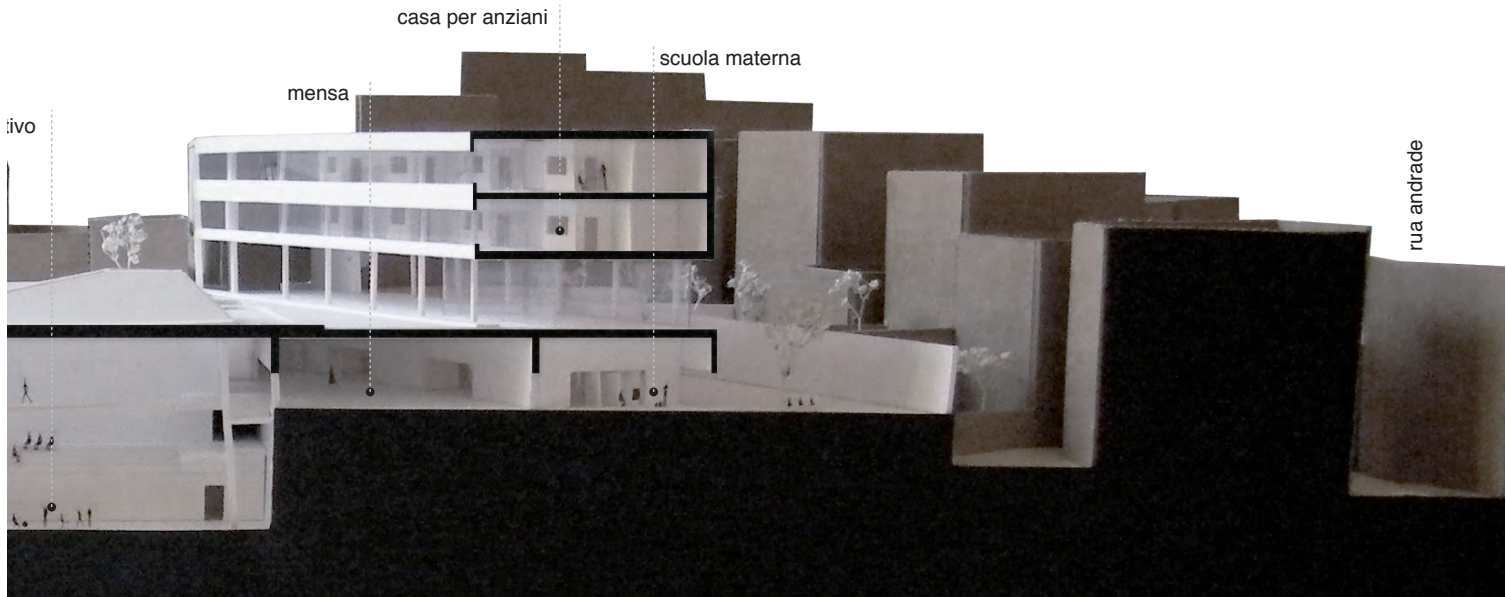 casa per anziani
scuola materna
mensa
tivo
rua andrade